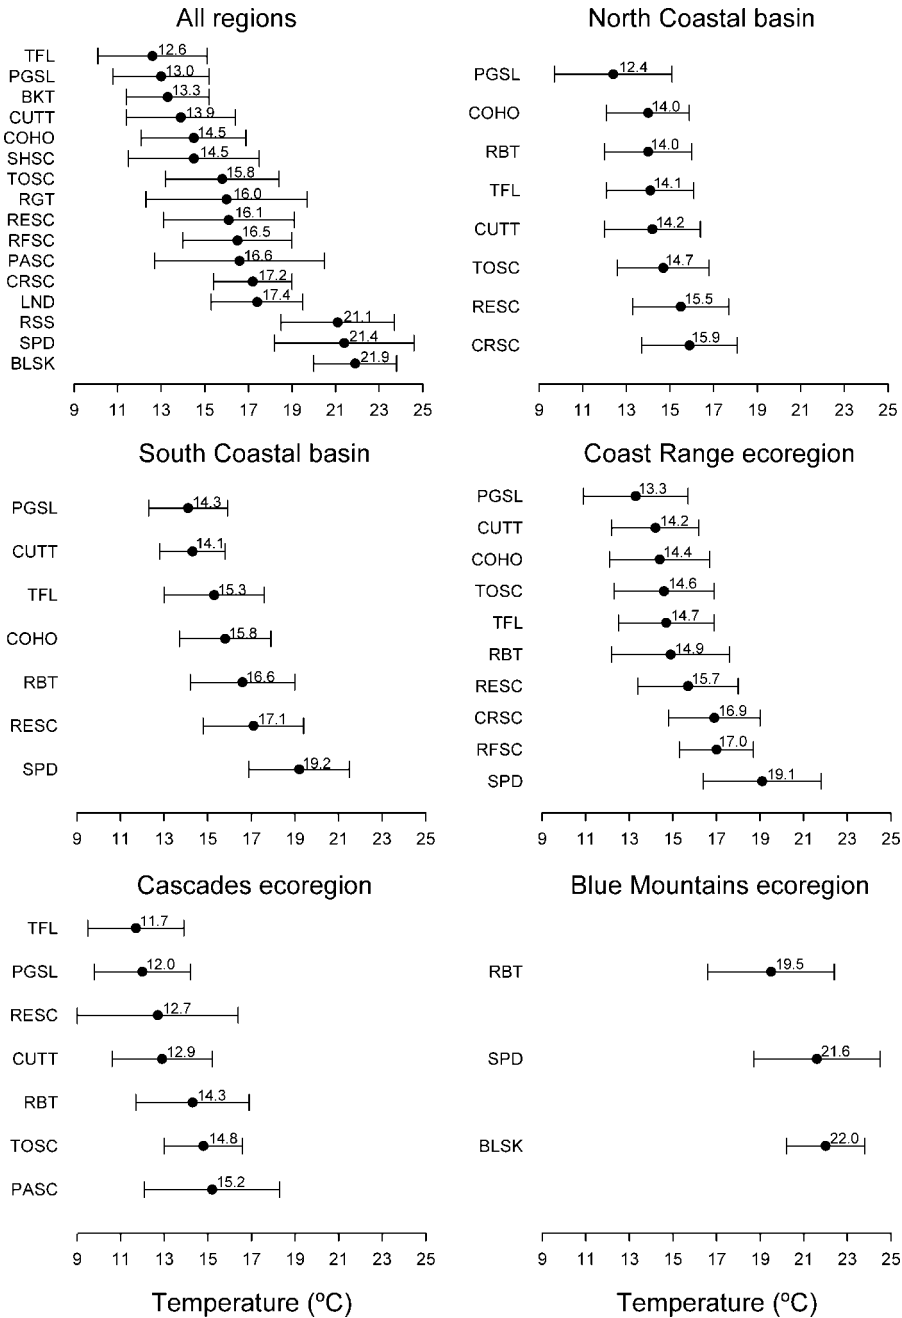 All regions
TFL 12.6
PGSL 13.0
BKT 13.3
CUTT 13.9
COHO 14.5
SHSC 14.5
TOSC 15.8
RGT 16.0
RESC 16.1
RFSC 16.5
PASC 16.6
CRSC 17.2
LND 17.4
RSS 21.1
SPD 21.4
BLSK 21.9
9 11 13 15 17 19 21 23 25
North Coastal basin
PGSL 12.4
COHO 14.0
RBT 14.0
TFL 14.1
CUTT 14.2
TOSC 14.7
RESC 15.5
CRSC 15.9
9 11 13 15 17 19 21 23 25
South Coastal basin
PGSL 14.3
CUTT 14.1
TFL 15.3
COHO 15.8
RBT 16.6
RESC 17.1
SPD 19.2
9 11 13 15 17 19 21 23 25
Coast Range ecoregion
PGSL 13.3
CUTT 14.2
COHO 14.4
TOSC 14.6
TFL 14.7
RBT 14.9
RESC 15.7
CRSC 16.9
RFSC 17.0
SPD 19.1
9 11 13 15 17 19 21 23 25
Cascades ecoregion
TFL 11.7
PGSL 12.0
RESC 12.7
CUTT 12.9
RBT 14.3
TOSC 14.8
PASC 15.2
9 11 13 15 17 19 21 23 25
Temperature (ºC)
Blue Mountains ecoregion
RBT 19.5
SPD 21.6
BLSK 22.0
9 11 13 15 17 19 21 23 25
Temperature (ºC)